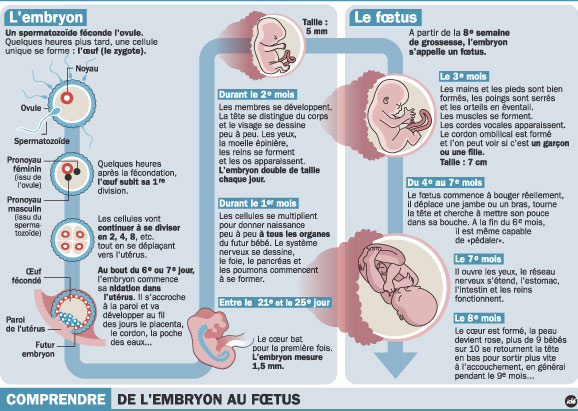 L'embryon
Un spermatozoïde féconde l'ovule.
Quelques heures plus tard, une cellule
unique se forme : l'œuf (le zygote).
Noyau
Ovule
Spermatozoïde
Pronoyau
féminin
(issu de
l'ovule)
Pronoyau
masculin
(issu du
sperma-
tozoïde)
Quelques heures
après la fécondation,
l'œuf subit sa 1re
division.
Les cellules vont
continuer à se diviser
en 2, 4, 8, etc.
tout en se déplaçant
vers l'utérus.
Œuf
fécondé
Paroi
de l'utérus
Futur
embryon
Au bout du 6e ou 7e jour,
l'embryon commence
sa nidation dans
l'utérus. Il s'accroche
à la paroi et va
développer au fil
des jours le placenta,
le cordon, la poche
des eaux...
Taille :
5 mm
Durant le 2e mois
Les membres se développent.
La tête se distingue du corps
et le visage se dessine
peu à peu. Les yeux,
la moelle épinière,
les reins se forment
et les os apparaissent.
L'embryon double de taille
chaque jour.
Durant le 1er mois
Les cellules se multiplient
pour donner naissance
peu à peu à tous les organes
du futur bébé. Le système
nerveux se dessine,
le foie, le pancréas et
les poumons commencent
à se former.
Entre le 21e et le 25e jour
Le cœur bat
pour la première fois.
L'embryon mesure
1,5 mm.
Le fœtus
A partir de la 8e semaine
de grossesse, l'embryon
s'appelle un fœtus.
Le 3e mois
Les mains et les pieds sont bien
formés, les poings sont serrés
et les orteils en éventail.
Les muscles se forment.
Les cordes vocales apparaissent.
Le cordon ombilical est formé
et l'on peut voir si c'est un garçon
ou une fille.
Taille : 7 cm
Du 4e au 7e mois
Le fœtus commence à bouger réellement,
il déplace une jambe ou un bras, tourne
la tête et cherche à mettre son pouce
dans sa bouche. A la fin du 6e mois,
il est même capable
de «pédaler».
Le 7e mois
Il ouvre les yeux, le réseau
nerveux s'étend, l'estomac,
l'intestin et les reins
fonctionnent.
Le 8e mois
Le cœur est formé, la peau
devient rose, plus de 9 bébés
sur 10 se retournent la tête
en bas pour sortir plus vite
à l'accouchement, en général
pendant le 9e mois...
COMPRENDRE DE L'EMBRYON AU FŒTUS
idé